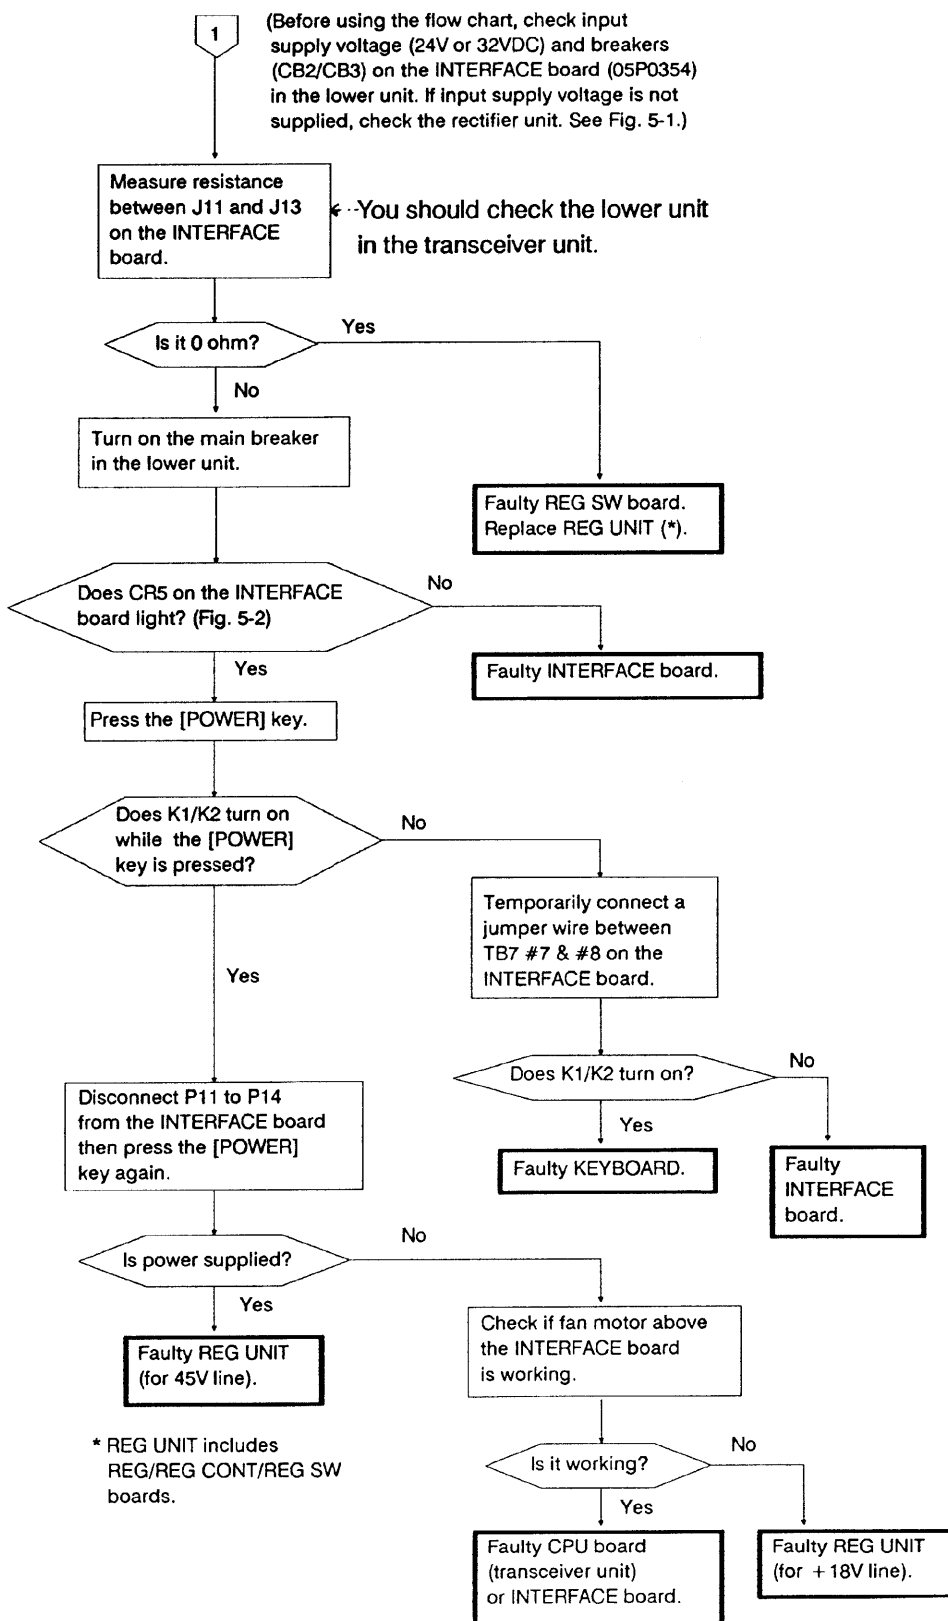 1
(Before using the flow chart, check input
supply voltage (24V or 32VDC) and breakers
(CB2/CB3) on the INTERFACE board (05P0354)
in the lower unit. If input supply voltage is not
supplied, check the rectifier unit. See Fig. 5-1.)
Measure resistance
between J11 and J13
on the INTERFACE
board.
You should check the lower unit
in the transceiver unit.
Is it 0 ohm?
Yes
No
Turn on the main breaker
in the lower unit.
Faulty REG SW board.
Replace REG UNIT (*).
Does CR5 on the INTERFACE
board light? (Fig. 5-2)
No
Yes
Faulty INTERFACE board.
Press the [POWER] key.
Does K1/K2 turn on
while the [POWER]
key is pressed?
No
Yes
Temporarily connect a
jumper wire between
TB7 #7 & #8 on the
INTERFACE board.
Does K1/K2 turn on?
No
Yes
Faulty KEYBOARD.
Faulty
INTERFACE
board.
Disconnect P11 to P14
from the INTERFACE board
then press the [POWER]
key again.
Is power supplied?
No
Yes
Faulty REG UNIT
(for 45V line).
Check if fan motor above
the INTERFACE board
is working.
* REG UNIT includes
REG/REG CONT/REG SW
boards.
Is it working?
No
Yes
Faulty CPU board
(transceiver unit)
or INTERFACE board.
Faulty REG UNIT
(for +18V line).